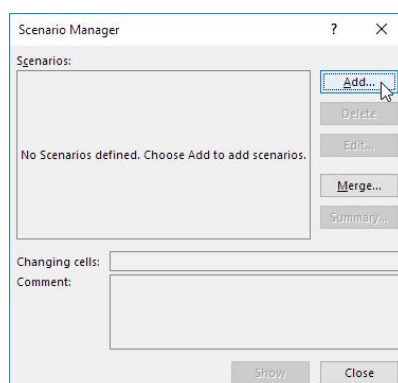 Scenario Manager ? ×
Scenarios:
Add...
Delete
Edit...
No Scenarios defined. Choose Add to add scenarios.
Merge...
Summary...
Changing cells:
Comment:
Show Close